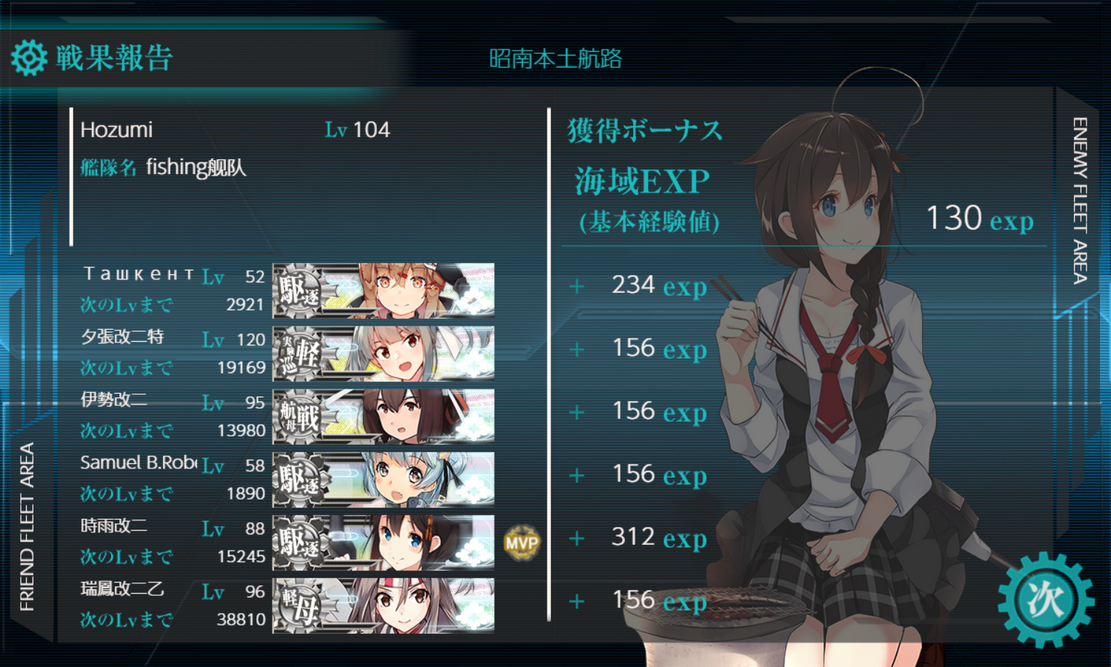 戦果報告
昭南本土航路
Hozumi Lv 104
艦隊名 fishing舰队
獲得ボーナス
海域EXP
(基本経験値)
130 exp
Ташкент Lv 52
次のLvまで 2921
駆逐
+ 234 exp
夕張改二特 Lv 120
次のLvまで 19169
実験軽巡
+ 156 exp
伊勢改二 Lv 95
次のLvまで 13980
航戦母
+ 156 exp
Samuel B.Robe Lv 58
次のLvまで 1890
駆逐
+ 156 exp
時雨改二 Lv 88
次のLvまで 15245
駆逐
MVP
+ 312 exp
瑞鳳改二乙 Lv 96
次のLvまで 38810
軽母
+ 156 exp
FRIEND FLEET AREA
ENEMY FLEET AREA
次